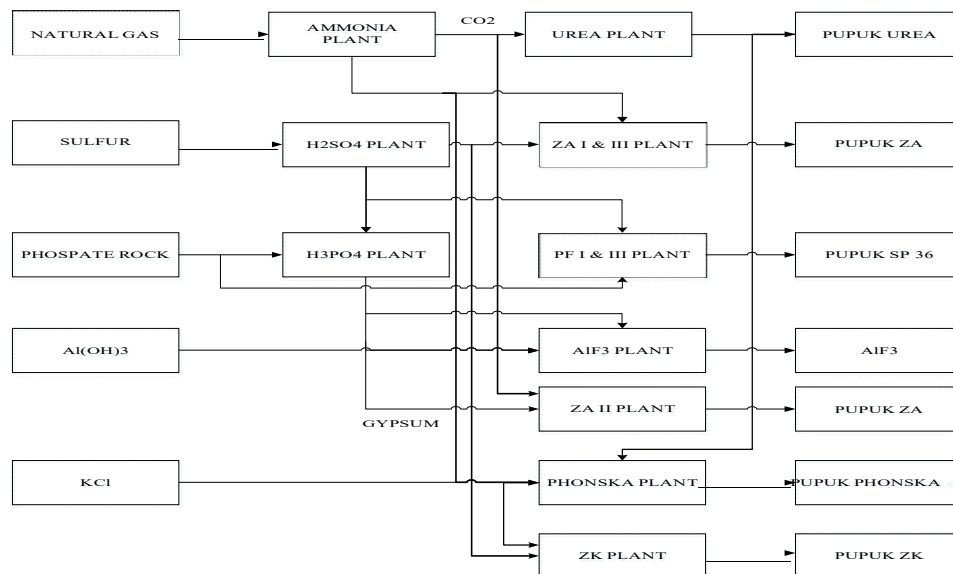 CO2
NATURAL GAS
AMMONIA
PLANT
UREA PLANT
PUPUK UREA
SULFUR
H2SO4 PLANT
ZA I & III PLANT
PUPUK ZA
PHOSPATE ROCK
H3PO4 PLANT
PF I & III PLANT
PUPUK SP 36
Al(OH)3
AlF3 PLANT
AlF3
ZA II PLANT
PUPUK ZA
GYPSUM
KCl
PHONSKA PLANT
PUPUK PHONSKA
ZK PLANT
PUPUK ZK